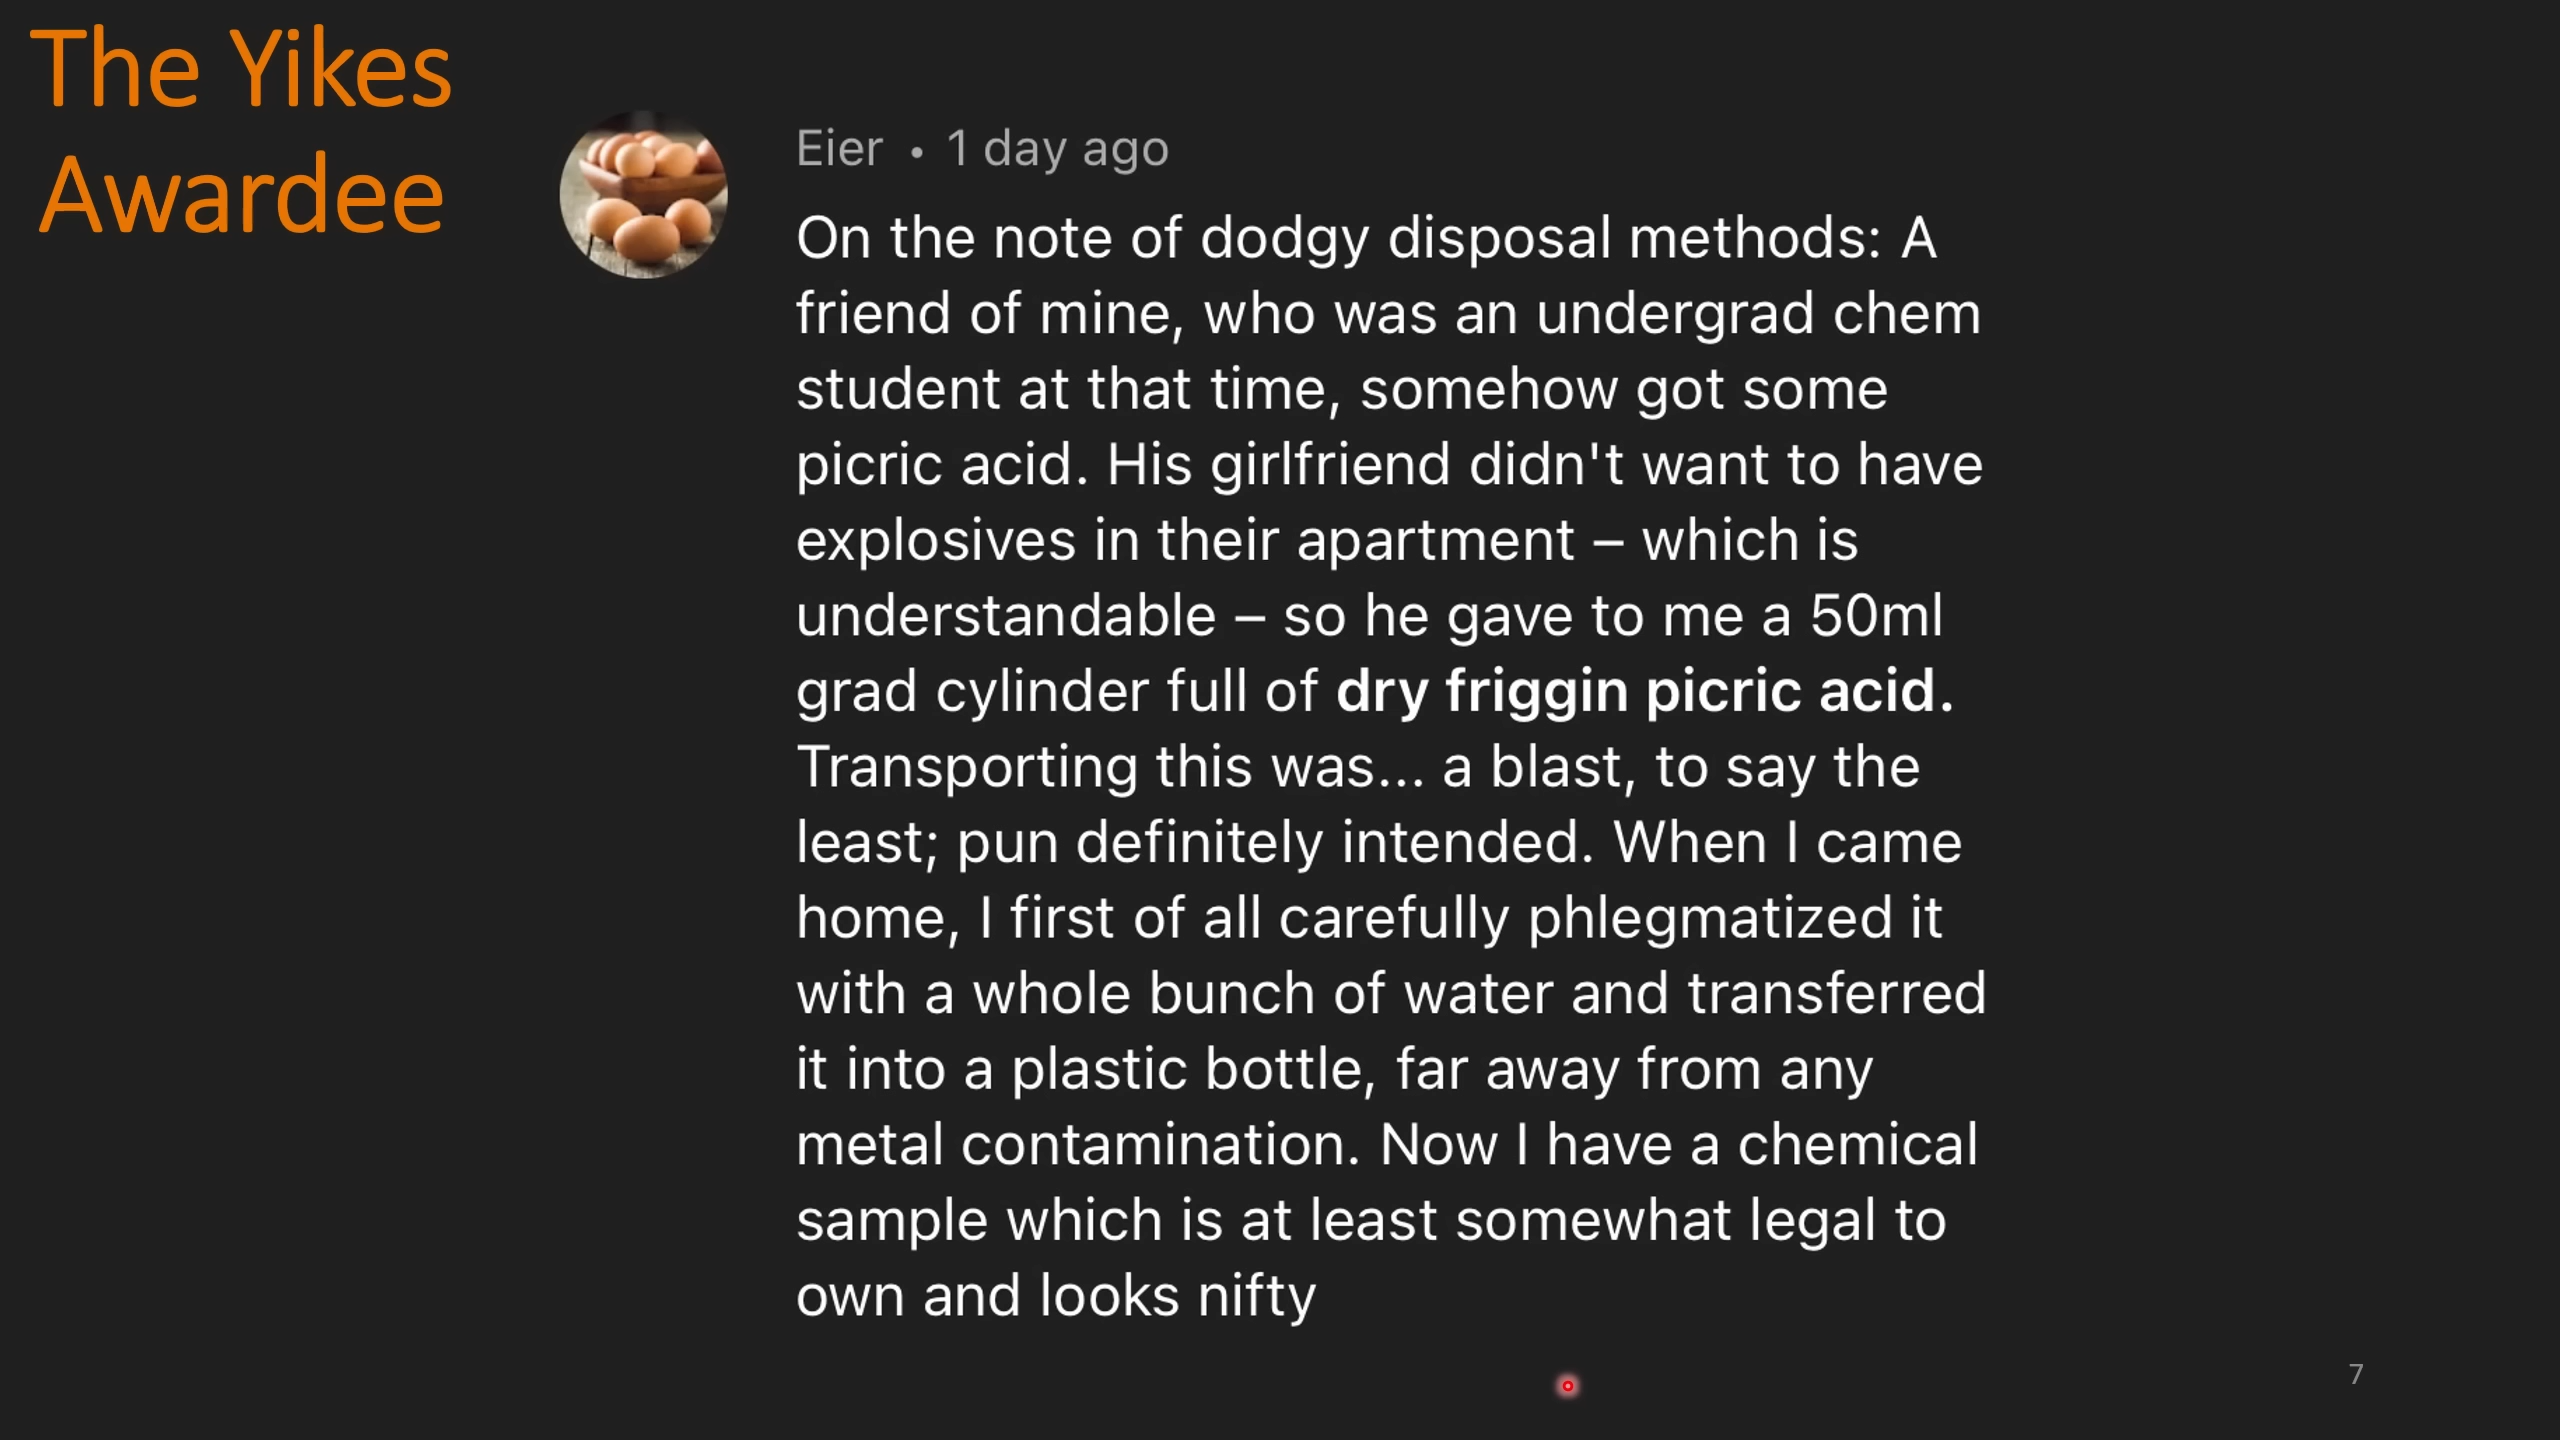 The Yikes
Awardee
Eier • 1 day ago
On the note of dodgy disposal methods: A
friend of mine, who was an undergrad chem
student at that time, somehow got some
picric acid. His girlfriend didn't want to have
explosives in their apartment – which is
understandable – so he gave to me a 50ml
grad cylinder full of dry friggin picric acid.
Transporting this was... a blast, to say the
least; pun definitely intended. When I came
home, I first of all carefully phlegmatized it
with a whole bunch of water and transferred
it into a plastic bottle, far away from any
metal contamination. Now I have a chemical
sample which is at least somewhat legal to
own and looks nifty
7